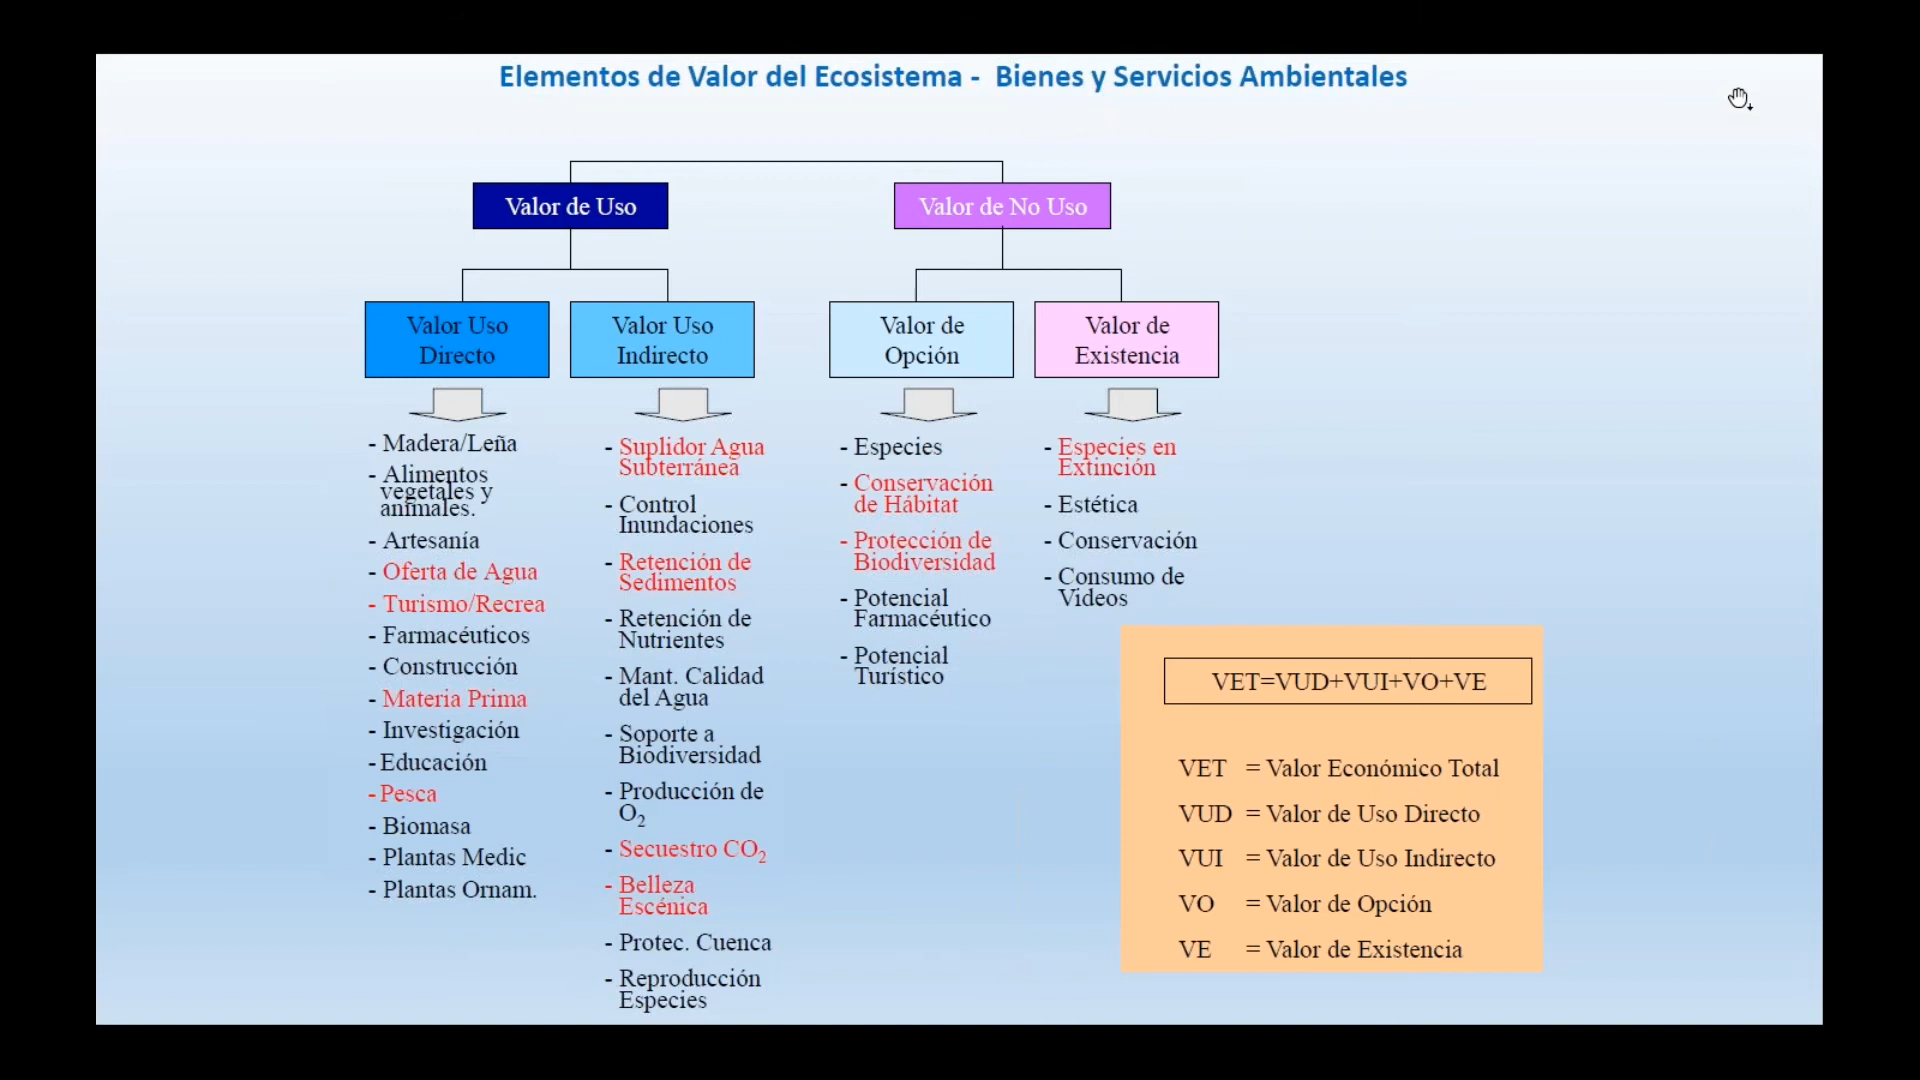 Elementos de Valor del Ecosistema - Bienes y Servicios Ambientales
Valor de Uso
Valor de No Uso
Valor Uso
Directo
Valor Uso
Indirecto
Valor de
Opción
Valor de
Existencia
- Madera/Leña
- Alimentos
vegetales y
animales.
- Artesanía
- Oferta de Agua
- Turismo/Recrea
- Farmacéuticos
- Construcción
- Materia Prima
- Investigación
- Educación
- Pesca
- Biomasa
- Plantas Medic
- Plantas Ornam.
- Suplidor Agua
Subterránea
- Control
Inundaciones
- Retención de
Sedimentos
- Retención de
Nutrientes
- Mant. Calidad
del Agua
- Soporte a
Biodiversidad
- Producción de
O2
- Secuestro CO2
- Belleza
Escénica
- Protec. Cuenca
- Reproducción
Especies
- Especies
- Conservación
de Hábitat
- Protección de
Biodiversidad
- Potencial
Farmacéutico
- Potencial
Turístico
- Especies en
Extinción
- Estética
- Conservación
- Consumo de
Videos
VET=VUD+VUI+VO+VE
VET = Valor Económico Total
VUD = Valor de Uso Directo
VUI = Valor de Uso Indirecto
VO = Valor de Opción
VE = Valor de Existencia